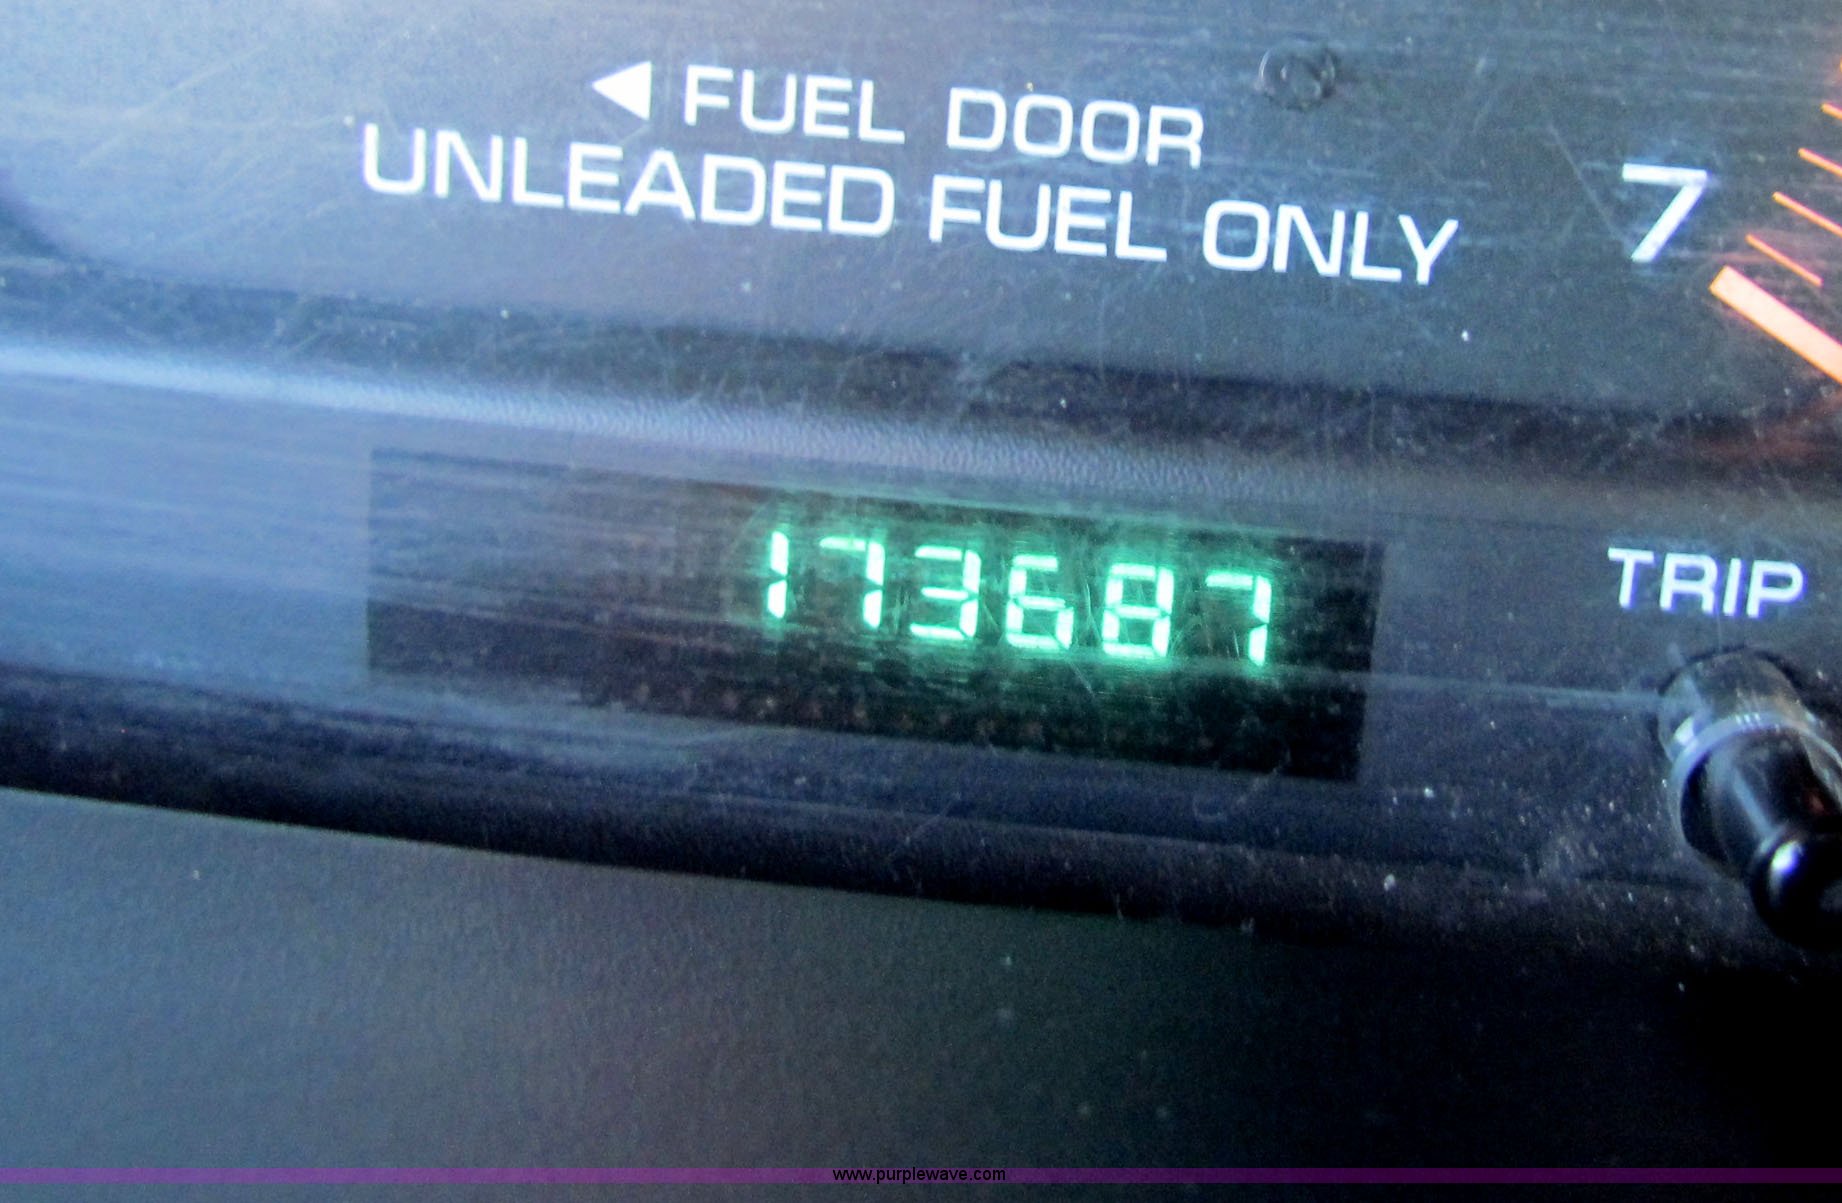 ◀ FUEL DOOR
UNLEADED FUEL ONLY
7
173687
TRIP
www.purplewave.com